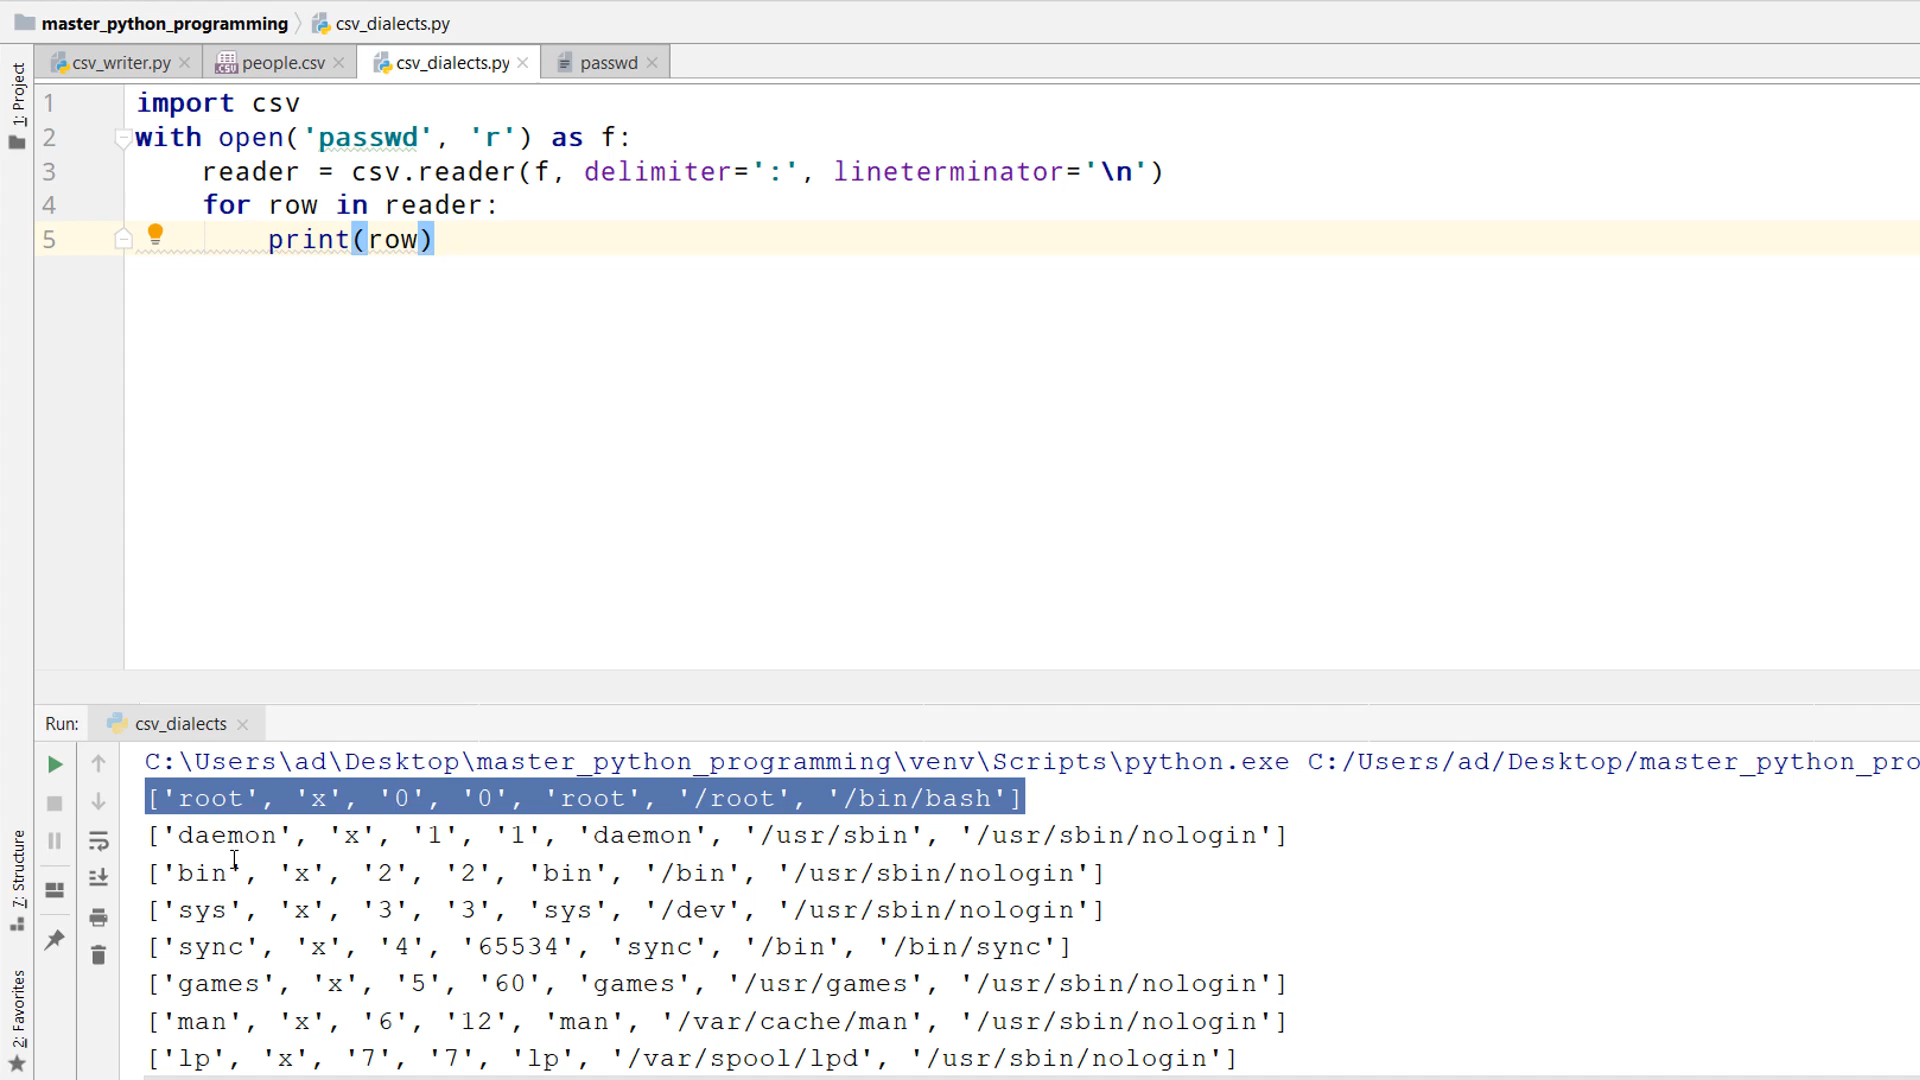 master_python_programming csv_dialects.py
csv_writer.py people.csv csv_dialects.py passwd
1: Project
1 import csv
2 with open('passwd', 'r') as f:
3 reader = csv.reader(f, delimiter=':', lineterminator='\n')
4 for row in reader:
5 print(row)
Run: csv_dialects
C:\Users\ad\Desktop\master_python_programming\venv\Scripts\python.exe C:/Users/ad/Desktop/master_python_pro
['root', 'x', '0', '0', 'root', '/root', '/bin/bash']
['daemon', 'x', '1', '1', 'daemon', '/usr/sbin', '/usr/sbin/nologin']
['bin', 'x', '2', '2', 'bin', '/bin', '/usr/sbin/nologin']
['sys', 'x', '3', '3', 'sys', '/dev', '/usr/sbin/nologin']
['sync', 'x', '4', '65534', 'sync', '/bin', '/bin/sync']
['games', 'x', '5', '60', 'games', '/usr/games', '/usr/sbin/nologin']
['man', 'x', '6', '12', 'man', '/var/cache/man', '/usr/sbin/nologin']
['lp', 'x', '7', '7', 'lp', '/var/spool/lpd', '/usr/sbin/nologin']
7: Structure
2: Favorites